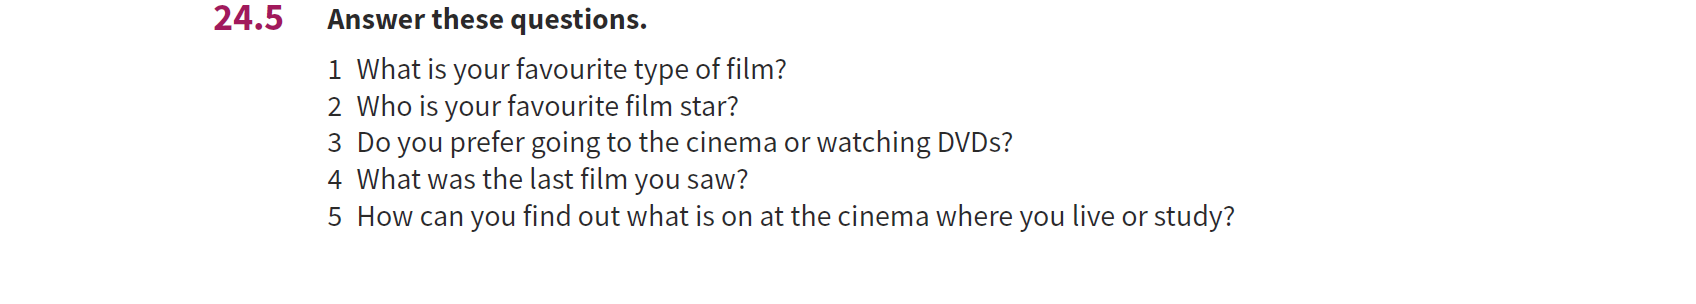 24.5 Answer these questions.
1 What is your favourite type of film?
2 Who is your favourite film star?
3 Do you prefer going to the cinema or watching DVDs?
4 What was the last film you saw?
5 How can you find out what is on at the cinema where you live or study?